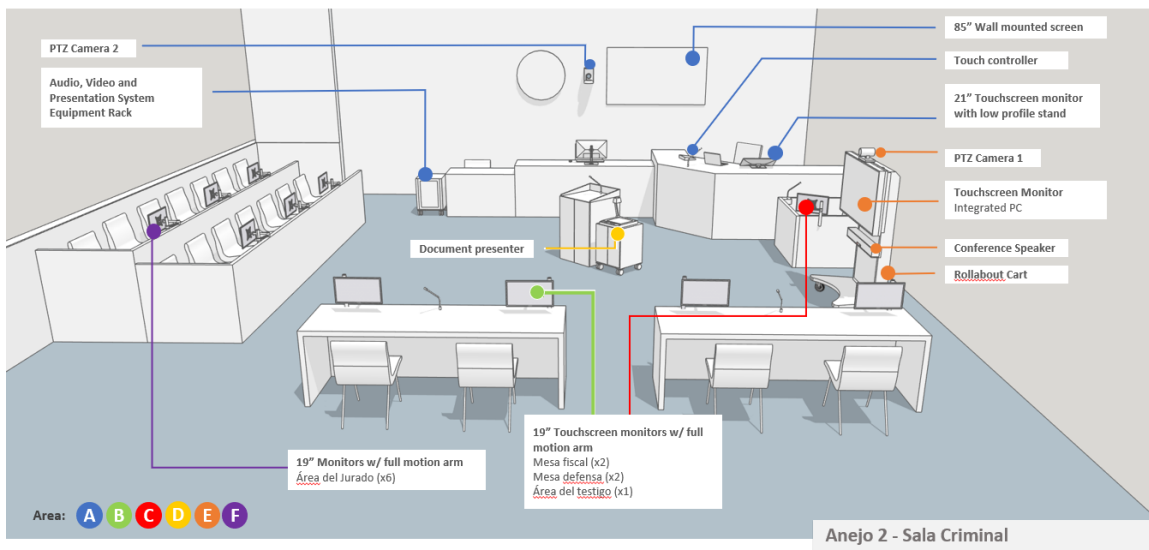 PTZ Camera 2
Audio, Video and
Presentation System
Equipment Rack
85” Wall mounted screen
Touch controller
21” Touchscreen monitor
with low profile stand
PTZ Camera 1
Touchscreen Monitor
Integrated PC
Conference Speaker
Rollabout Cart
Document presenter
19” Monitors w/ full motion arm
Área del Jurado (x6)
19” Touchscreen monitors w/ full
motion arm
Mesa fiscal (x2)
Mesa defensa (x2)
Área del testigo (x1)
Area: A B C D E F
Anejo 2 - Sala Criminal